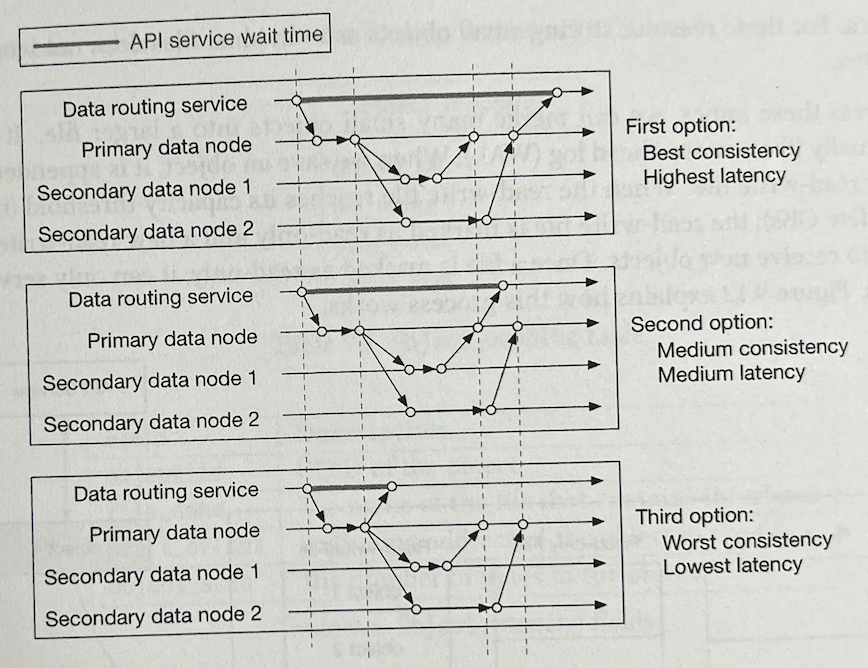 API service wait time
Data routing service
Primary data node
Secondary data node 1
Secondary data node 2
First option:
Best consistency
Highest latency
Data routing service
Primary data node
Secondary data node 1
Secondary data node 2
Second option:
Medium consistency
Medium latency
Data routing service
Primary data node
Secondary data node 1
Secondary data node 2
Third option:
Worst consistency
Lowest latency